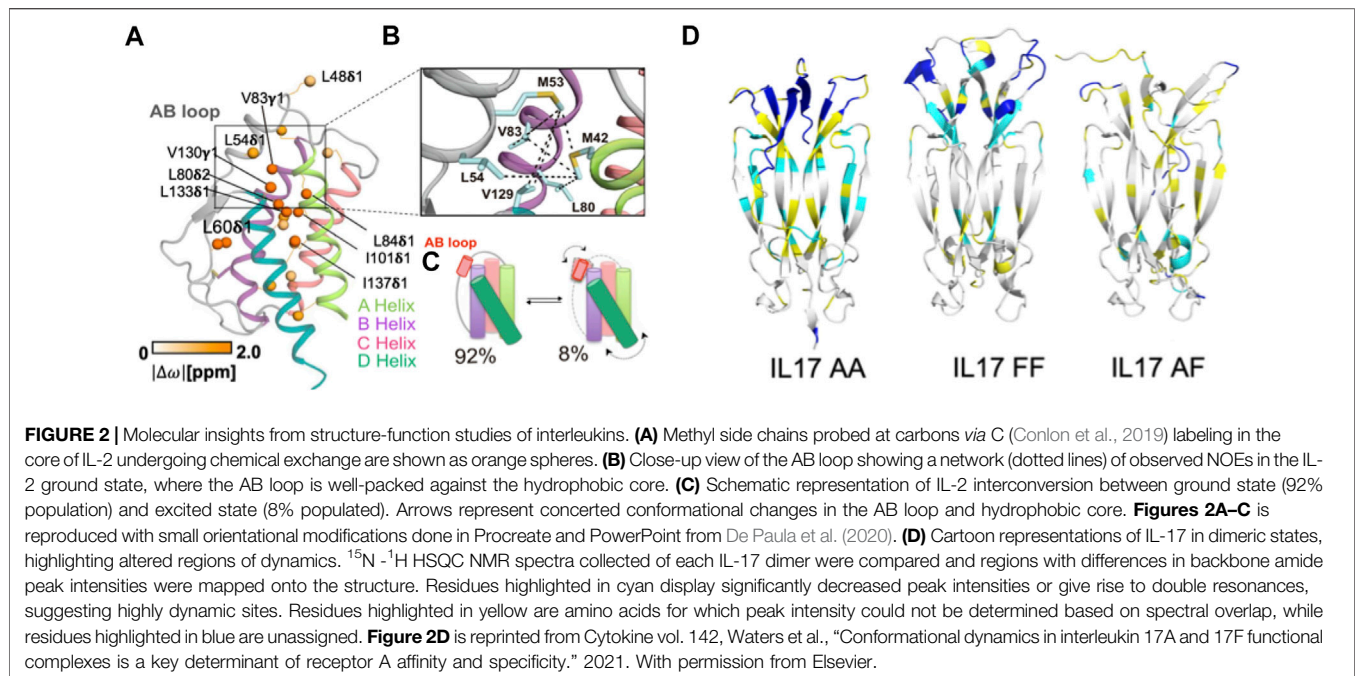 A
B
D
L48δ1
V83γ1
AB loop
L54δ1
V130γ1
L80δ2
L133δ1
L60δ1
L84δ1
I101δ1
I137δ1
A Helix
B Helix
C Helix
D Helix
0 2.0
|Δω|[ppm]
M53
V83
M42
L54
V129
L80
AB loop
C
92%
8%
IL17 AA
IL17 FF
IL17 AF
FIGURE 2 | Molecular insights from structure-function studies of interleukins. (A) Methyl side chains probed at carbons via C (Conlon et al., 2019) labeling in the
core of IL-2 undergoing chemical exchange are shown as orange spheres. (B) Close-up view of the AB loop showing a network (dotted lines) of observed NOEs in the IL-
2 ground state, where the AB loop is well-packed against the hydrophobic core. (C) Schematic representation of IL-2 interconversion between ground state (92%
population) and excited state (8% populated). Arrows represent concerted conformational changes in the AB loop and hydrophobic core. Figures 2A–C is
reproduced with small orientational modifications done in Procreate and PowerPoint from De Paula et al. (2020). (D) Cartoon representations of IL-17 in dimeric states,
highlighting altered regions of dynamics. ¹⁵N -¹H HSQC NMR spectra collected of each IL-17 dimer were compared and regions with differences in backbone amide
peak intensities were mapped onto the structure. Residues highlighted in cyan display significantly decreased peak intensities or give rise to double resonances,
suggesting highly dynamic sites. Residues highlighted in yellow are amino acids for which peak intensity could not be determined based on spectral overlap, while
residues highlighted in blue are unassigned. Figure 2D is reprinted from Cytokine vol. 142, Waters et al., “Conformational dynamics in interleukin 17A and 17F functional
complexes is a key determinant of receptor A affinity and specificity.” 2021. With permission from Elsevier.